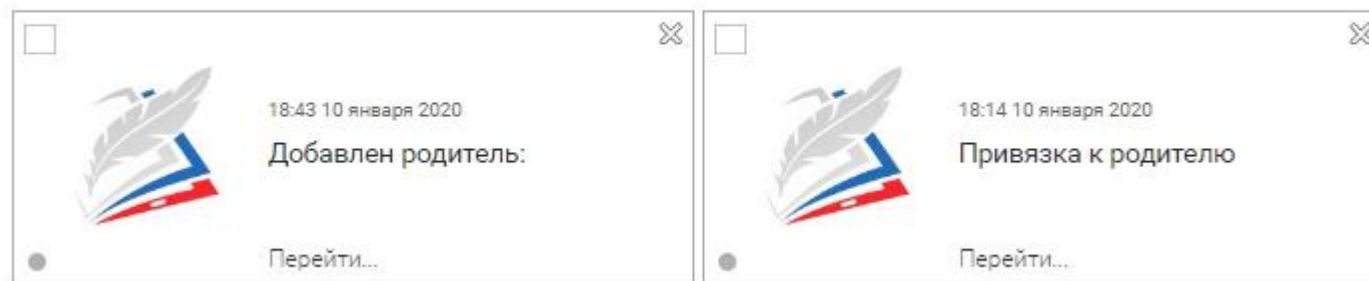 18:43 10 января 2020
Добавлен родитель:
Перейти...
18:14 10 января 2020
Привязка к родителю
Перейти...